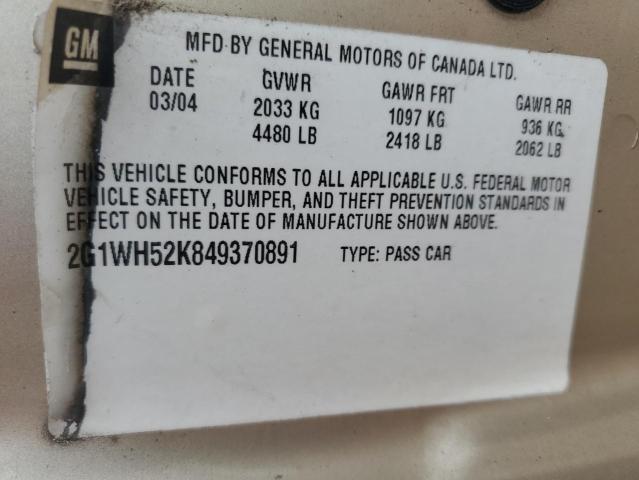 GM
MFD BY GENERAL MOTORS OF CANADA LTD.
DATE GVWR GAWR FRT GAWR RR
03/04 2033 KG 1097 KG 936 KG
4480 LB 2418 LB 2062 LB
THIS VEHICLE CONFORMS TO ALL APPLICABLE U.S. FEDERAL MOTOR
VEHICLE SAFETY, BUMPER, AND THEFT PREVENTION STANDARDS IN
EFFECT ON THE DATE OF MANUFACTURE SHOWN ABOVE.
2G1WH52K849370891 TYPE: PASS CAR